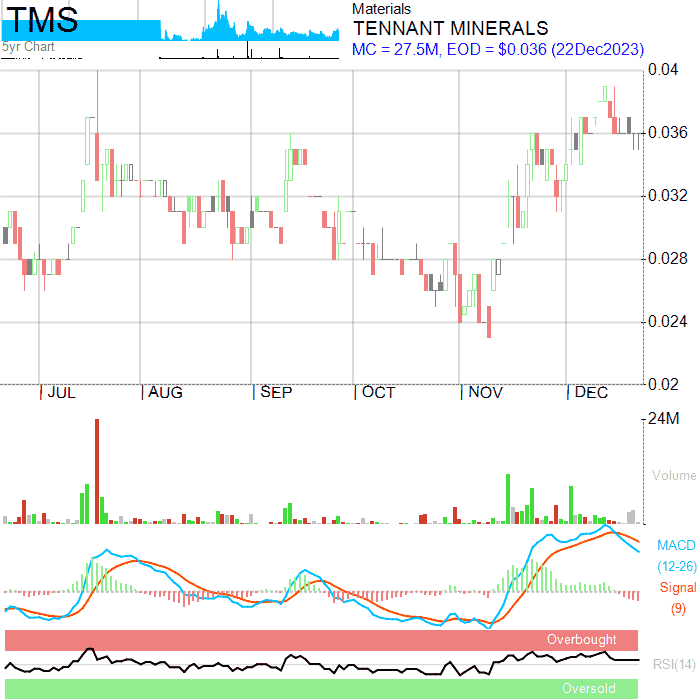 TMS
5yr Chart
Materials
TENNANT MINERALS
MC = 27.5M, EOD = $0.036 (22Dec2023)
0.04
0.036
0.032
0.028
0.024
0.02
JUL AUG SEP OCT NOV DEC
24M
Volume
MACD
(12-26)
Signal
(9)
Overbought
RSI(14)
Oversold